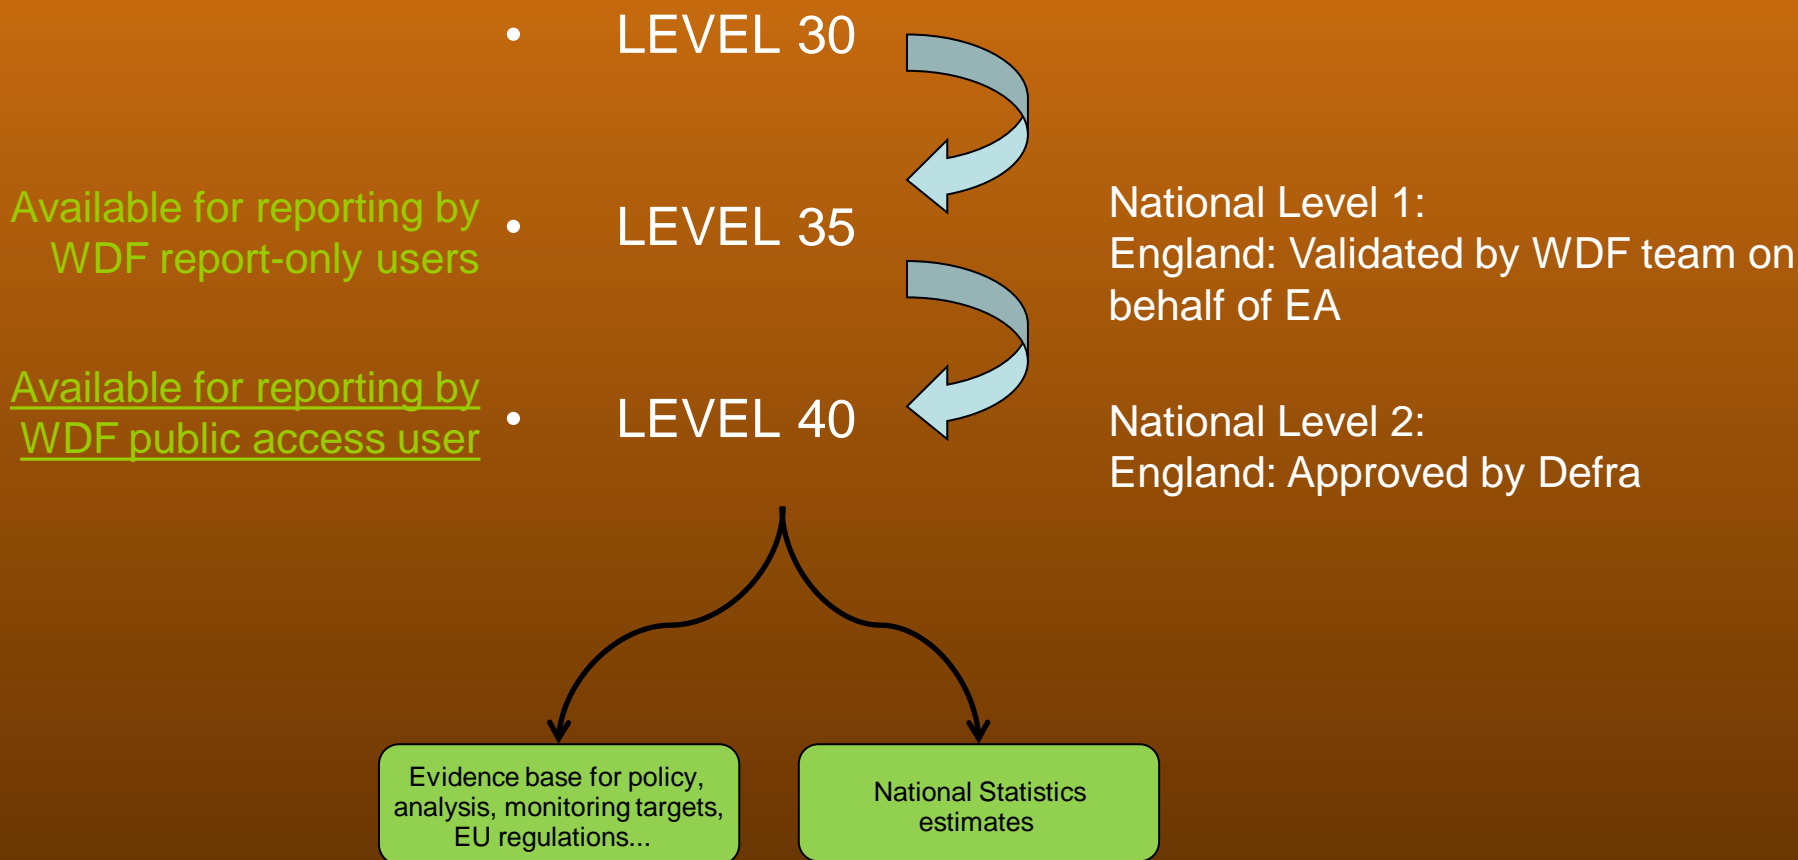 • LEVEL 30
Available for reporting by
WDF report-only users
• LEVEL 35
National Level 1:
England: Validated by WDF team on
behalf of EA
Available for reporting by
WDF public access user
• LEVEL 40
National Level 2:
England: Approved by Defra
Evidence base for policy,
analysis, monitoring targets,
EU regulations...
National Statistics
estimates